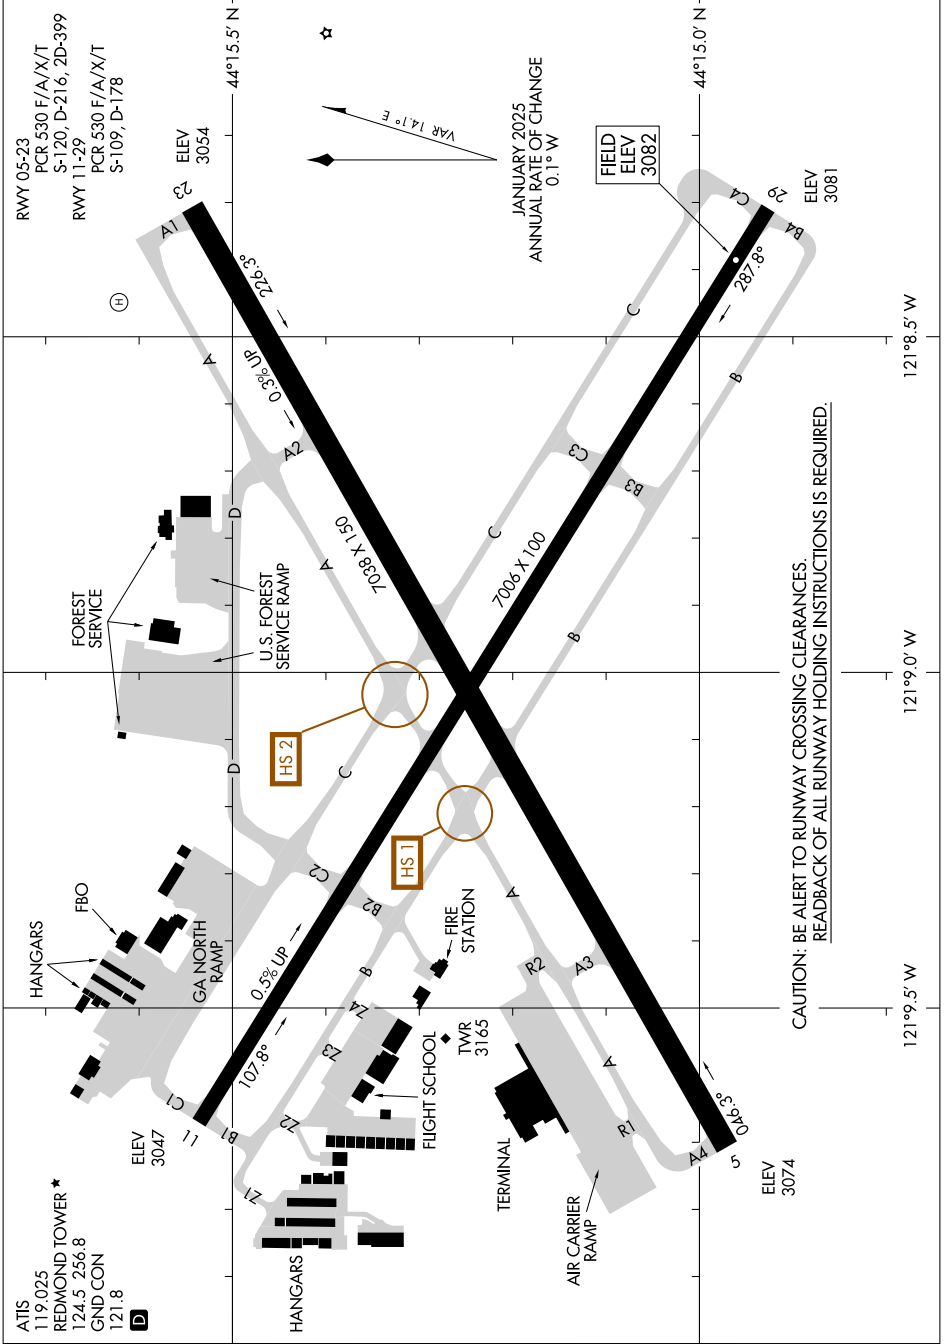 ATIS
119.025
REDMOND TOWER ★
124.5 256.8
GND CON
121.8
D
RWY 05-23
PCR 530 F/A/X/T
S-120, D-216, 2D-399
RWY 11-29
PCR 530 F/A/X/T
S-109, D-178
44°15.5' N
44°15.0' N
ELEV
3054
23
A1
226.3°
H
A
0.3% UP
A2
VAR 14.1° E
JANUARY 2025
ANNUAL RATE OF CHANGE
0.1° W
FIELD
ELEV
3082
C4
29
ELEV
3081
B4
287.8°
C
B
121°8.5' W
FOREST
SERVICE
D
U.S. FOREST
SERVICE RAMP
A
7038 X 150
C
C3
B3
7006 X 100
B
121°9.0' W
HS 2
D
C
HS 1
C2
B2
A
HANGARS
FBO
GA NORTH
RAMP
0.5% UP
B
FIRE
STATION
R2
A3
121°9.5' W
C1
107.8°
11
ELEV
3047
B1
Z1
Z2
Z3
Z4
TWR
3165
FLIGHT SCHOOL
HANGARS
TERMINAL
AIR CARRIER
RAMP
R1
A
A4
046.3°
5
ELEV
3074
CAUTION: BE ALERT TO RUNWAY CROSSING CLEARANCES.
READBACK OF ALL RUNWAY HOLDING INSTRUCTIONS IS REQUIRED.